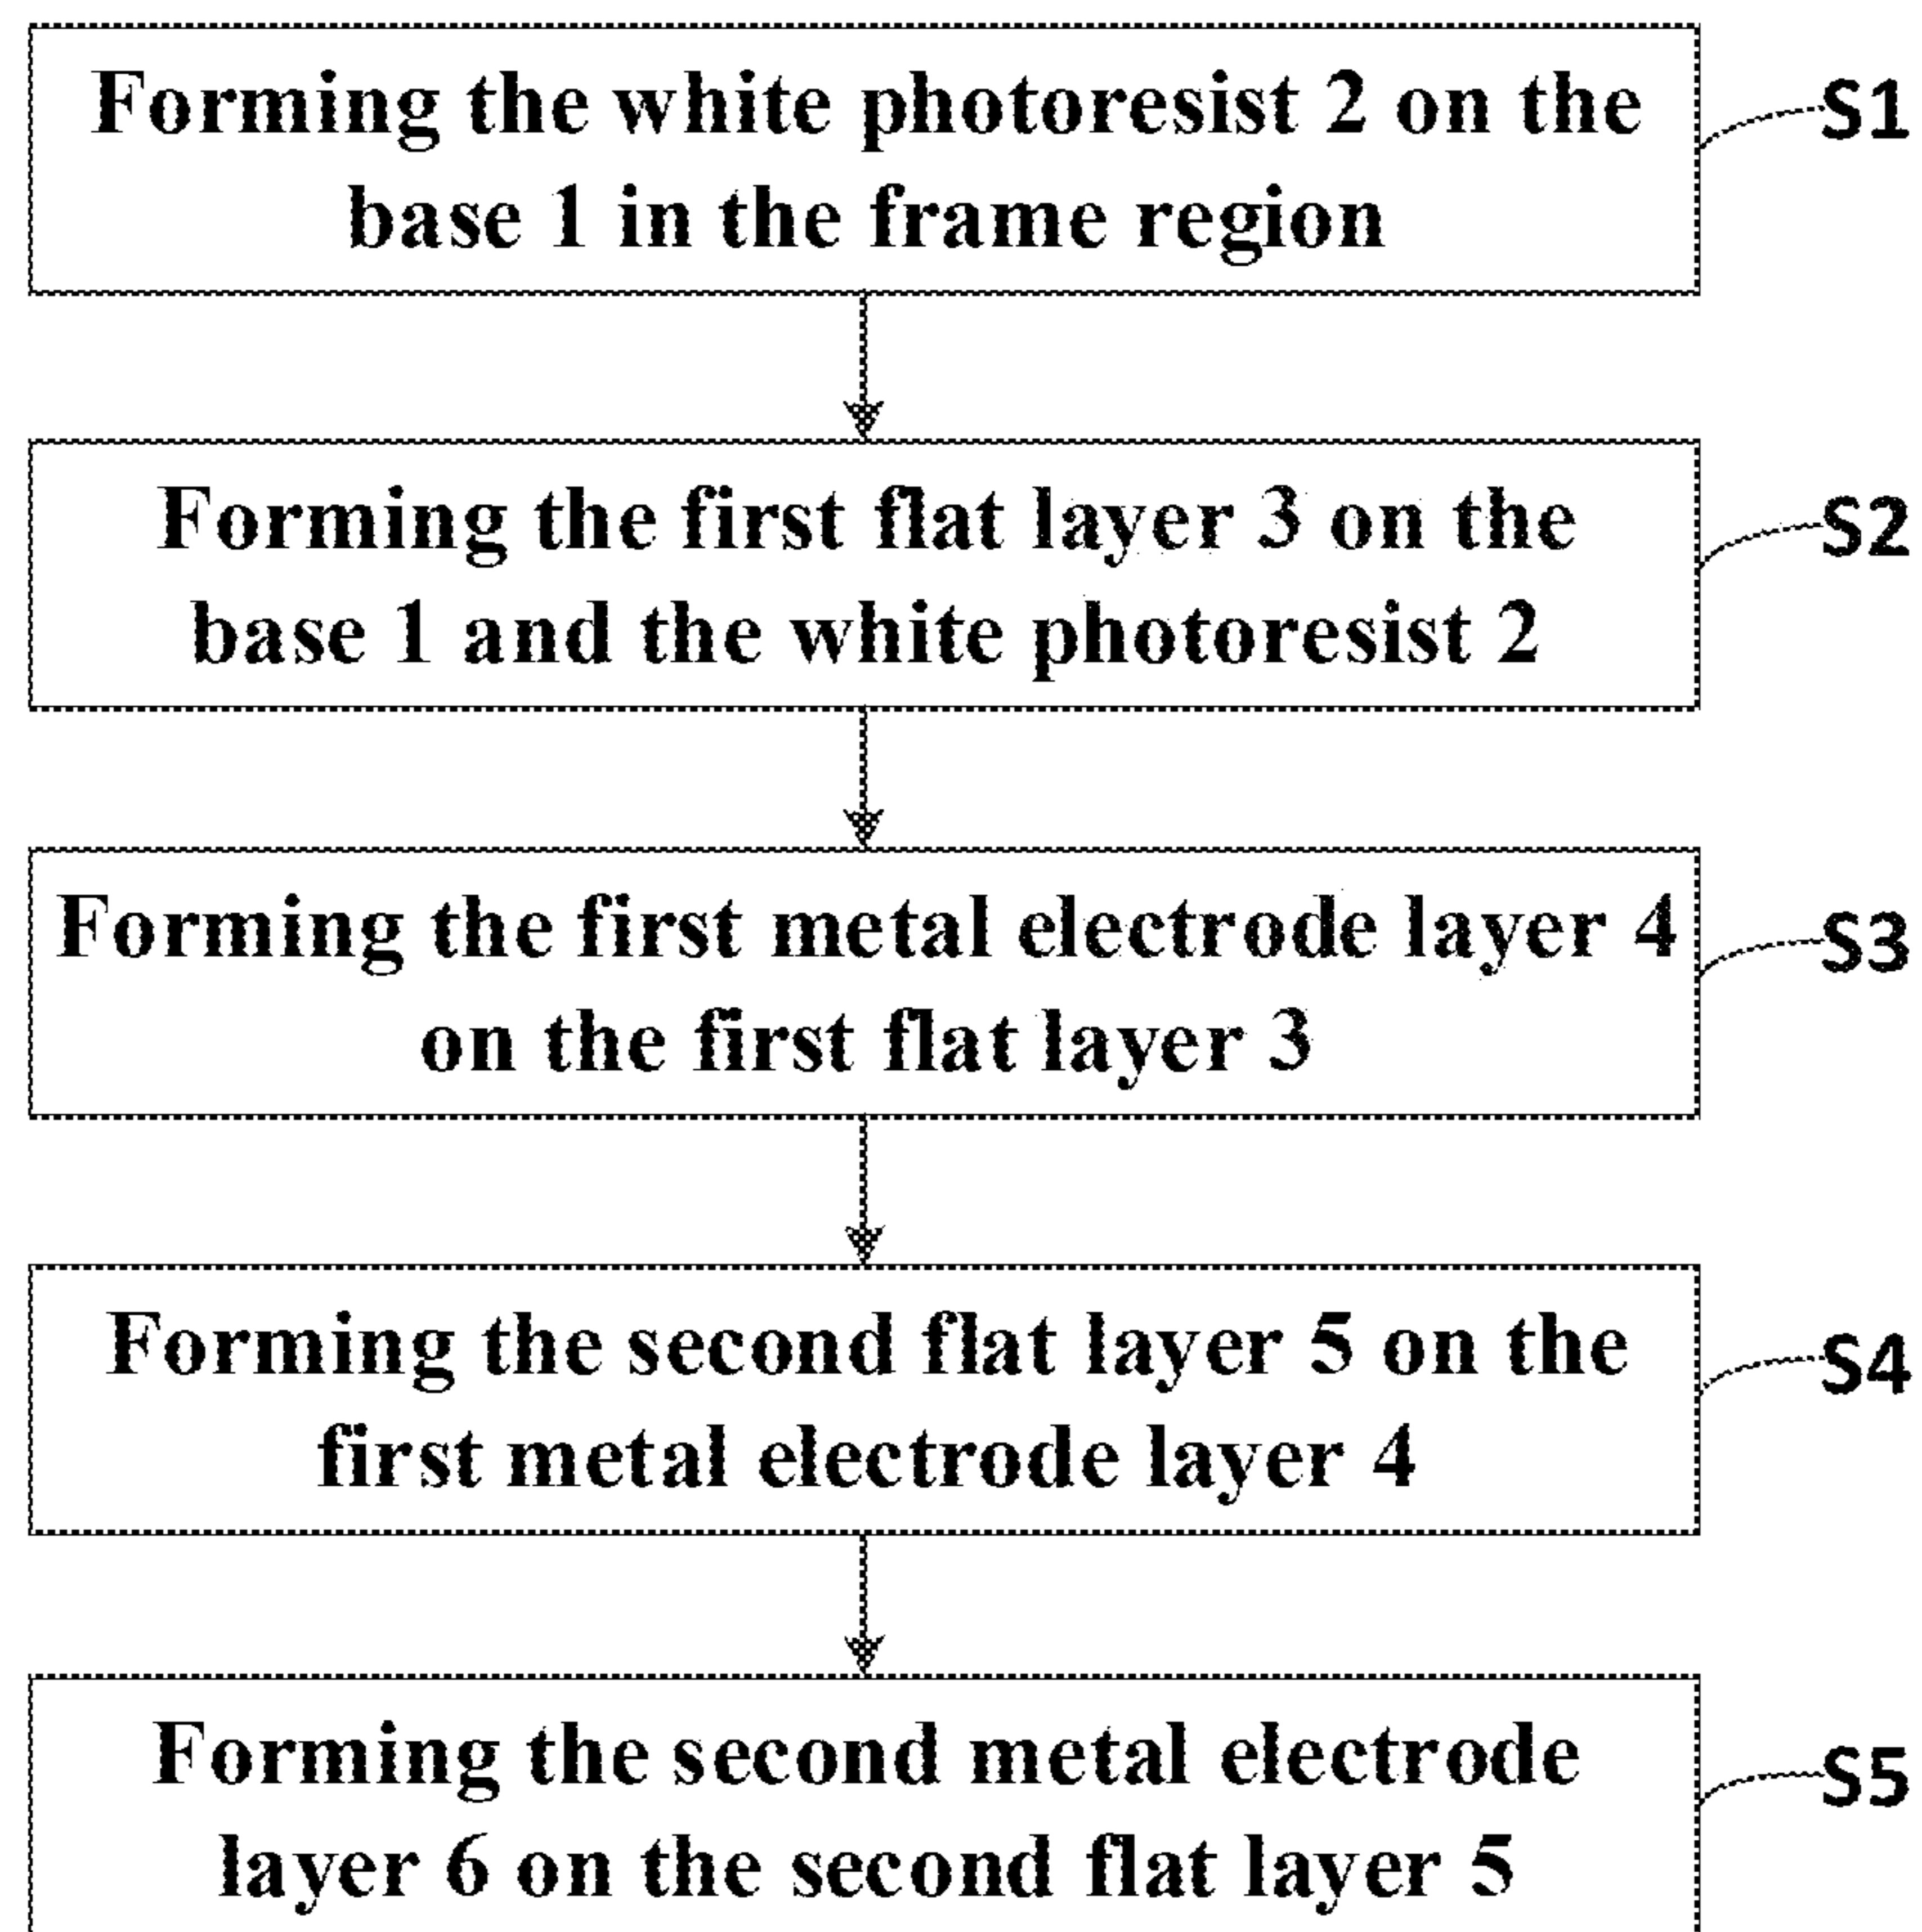 Forming the white photoresist 2 on the
base 1 in the frame region
S1
Forming the first flat layer 3 on the
base 1 and the white photoresist 2
S2
Forming the first metal electrode layer 4
on the first flat layer 3
S3
Forming the second flat layer 5 on the
first metal electrode layer 4
S4
Forming the second metal electrode
layer 6 on the second flat layer 5
S5